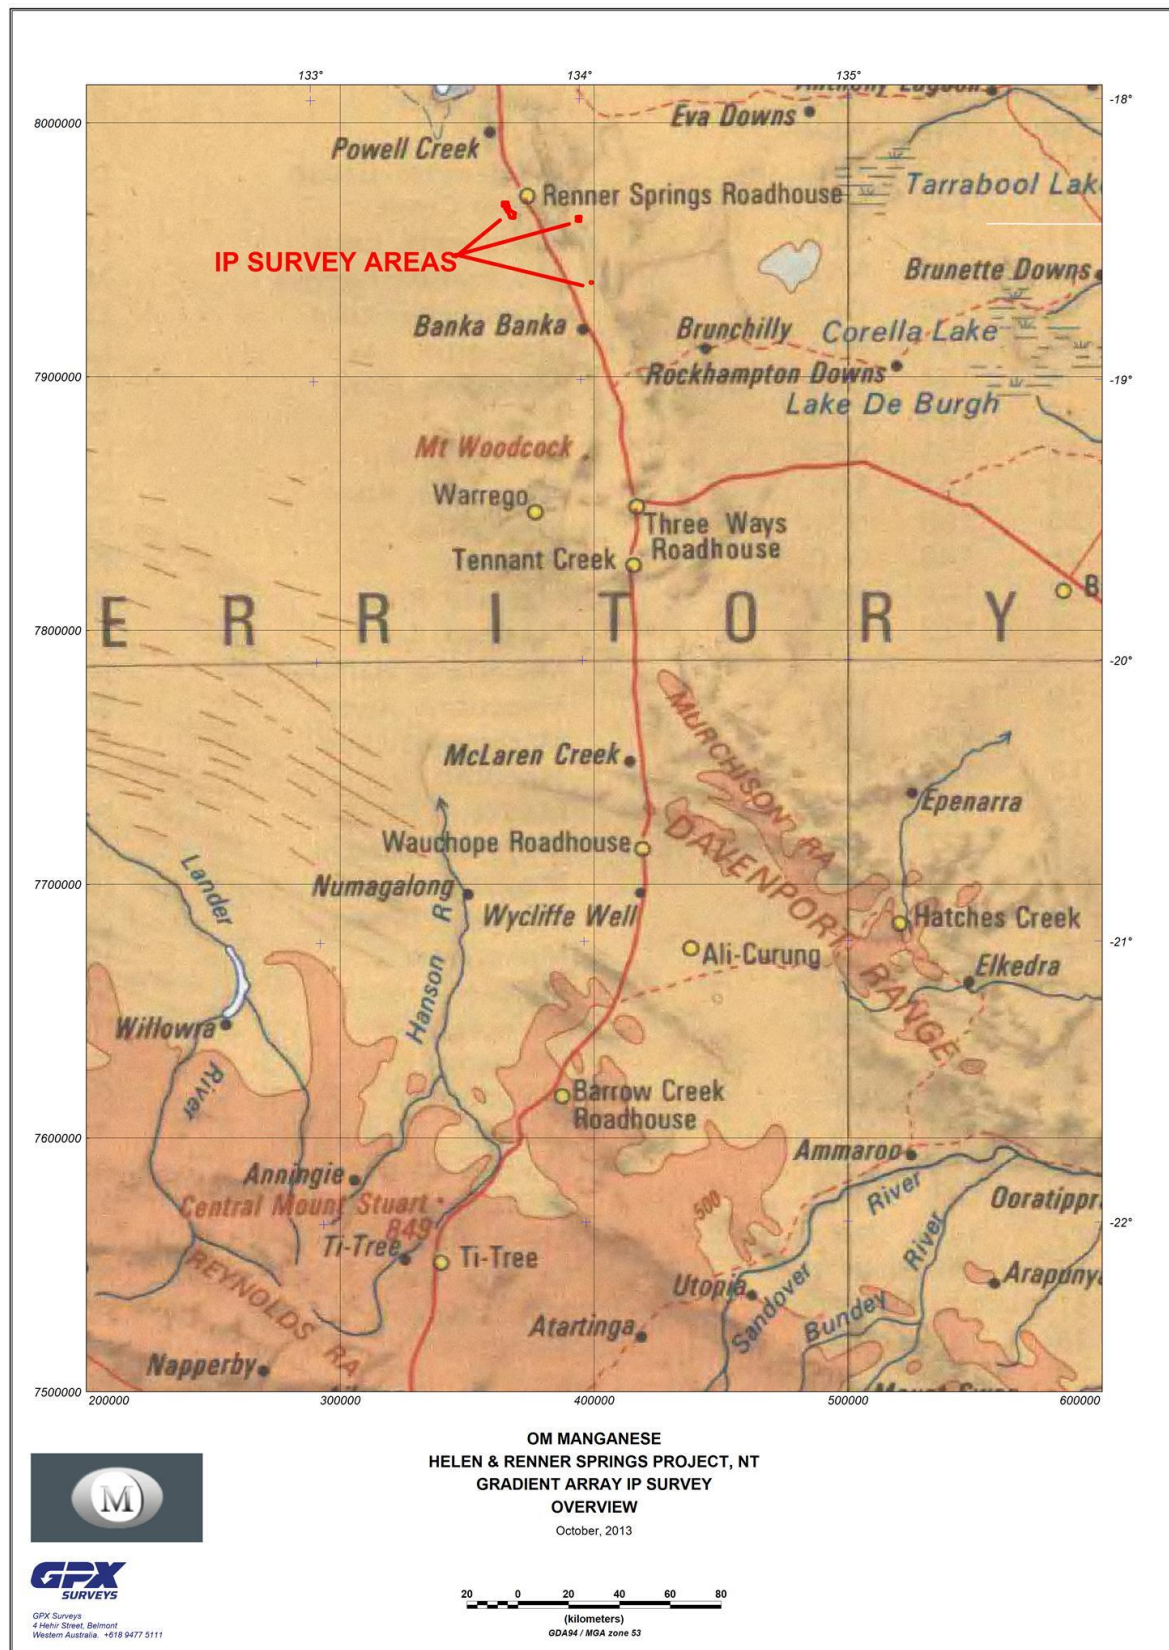 133°
134°
135°
8000000
-18°
Powell Creek
Eva Downs
Anthony Lagoon
Renner Springs Roadhouse
Tarrabool Lak
IP SURVEY AREAS
Brunette Downs
Banka Banka
Brunchilly
Corella Lake
7900000
Rockhampton Downs
-19°
Lake De Burgh
Mt Woodcock
Warrego
Three Ways
Roadhouse
Tennant Creek
B
E R R I T O R Y
7800000
-20°
MURCHISON RA
McLaren Creek
Epenarra
DAVENPORT RANGE
Wauchope Roadhouse
Lander
7700000
Numagalong
Wycliffe Well
Hatches Creek
Hanson R
Ali-Curung
-21°
Elkedra
Willowra
River
Barrow Creek
Roadhouse
7600000
Ammaroo
Anningie
River
Ooratippr
Central Mount Stuart
849
500
-22°
Ti-Tree
Ti-Tree
River
REYNOLDS RA
Utopia
Sandover
Arapunya
Bundey
Atartinga
Napperby
7500000
200000
300000
400000
500000
600000
OM MANGANESE
HELEN & RENNER SPRINGS PROJECT, NT
GRADIENT ARRAY IP SURVEY
OVERVIEW
October, 2013
M
GPX
SURVEYS
GPX Surveys
4 Hehir Street, Belmont
Western Australia. +618 9477 5111
20 0 20 40 60 80
(kilometers)
GDA94 / MGA zone 53